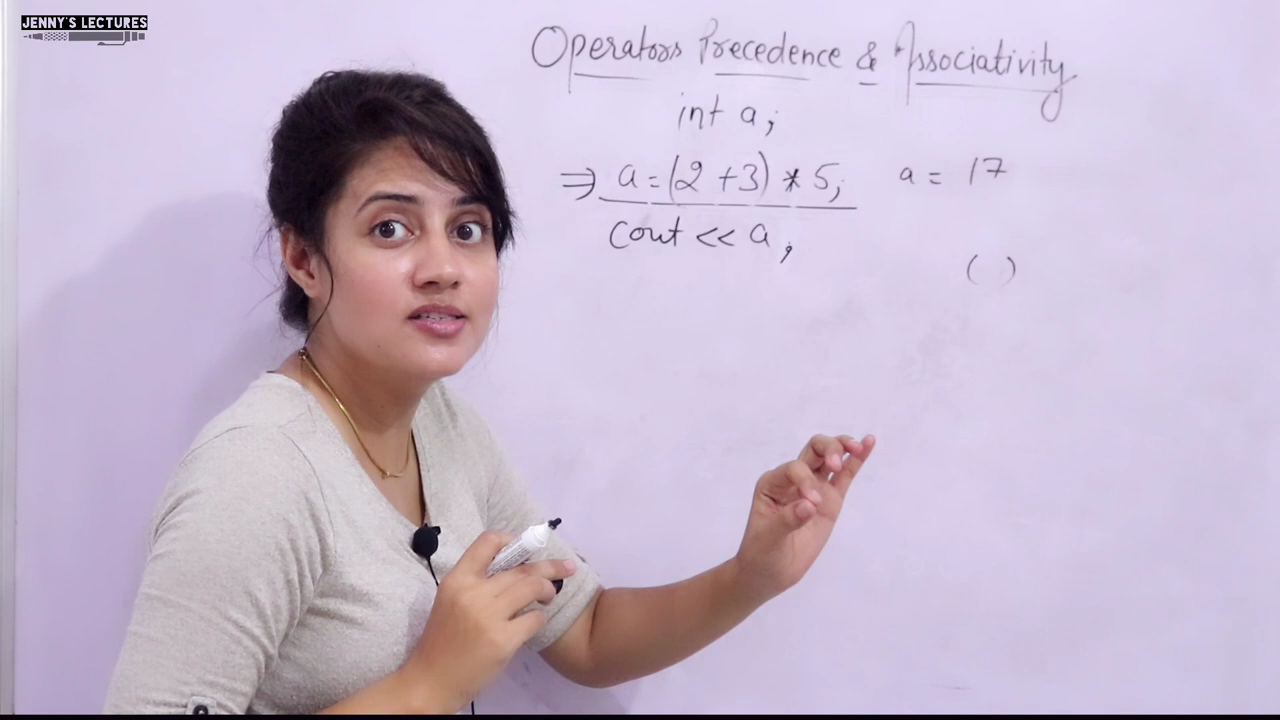 JENNY'S LECTURES
Operators Precedence & Associativity
int a;
⇒ a = (2 + 3) * 5; a = 17
cout << a;
( )